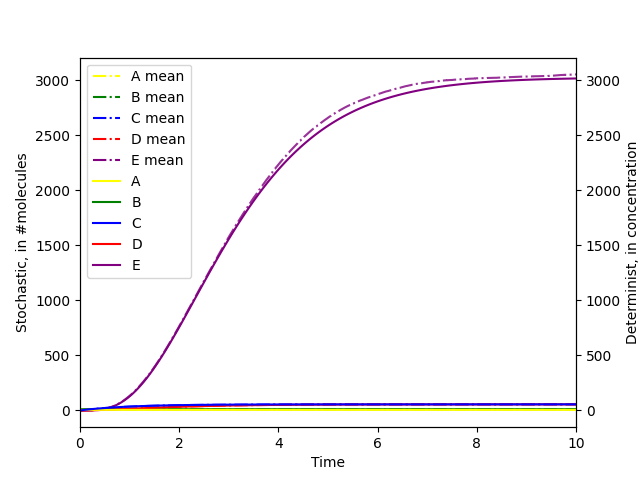 A mean
B mean
C mean
D mean
E mean
A
B
C
D
E
3000
2500
2000
1500
1000
500
0
3000
2500
2000
1500
1000
500
0
0 2 4 6 8 10
Time
Stochastic, in #molecules
Determinist, in concentration